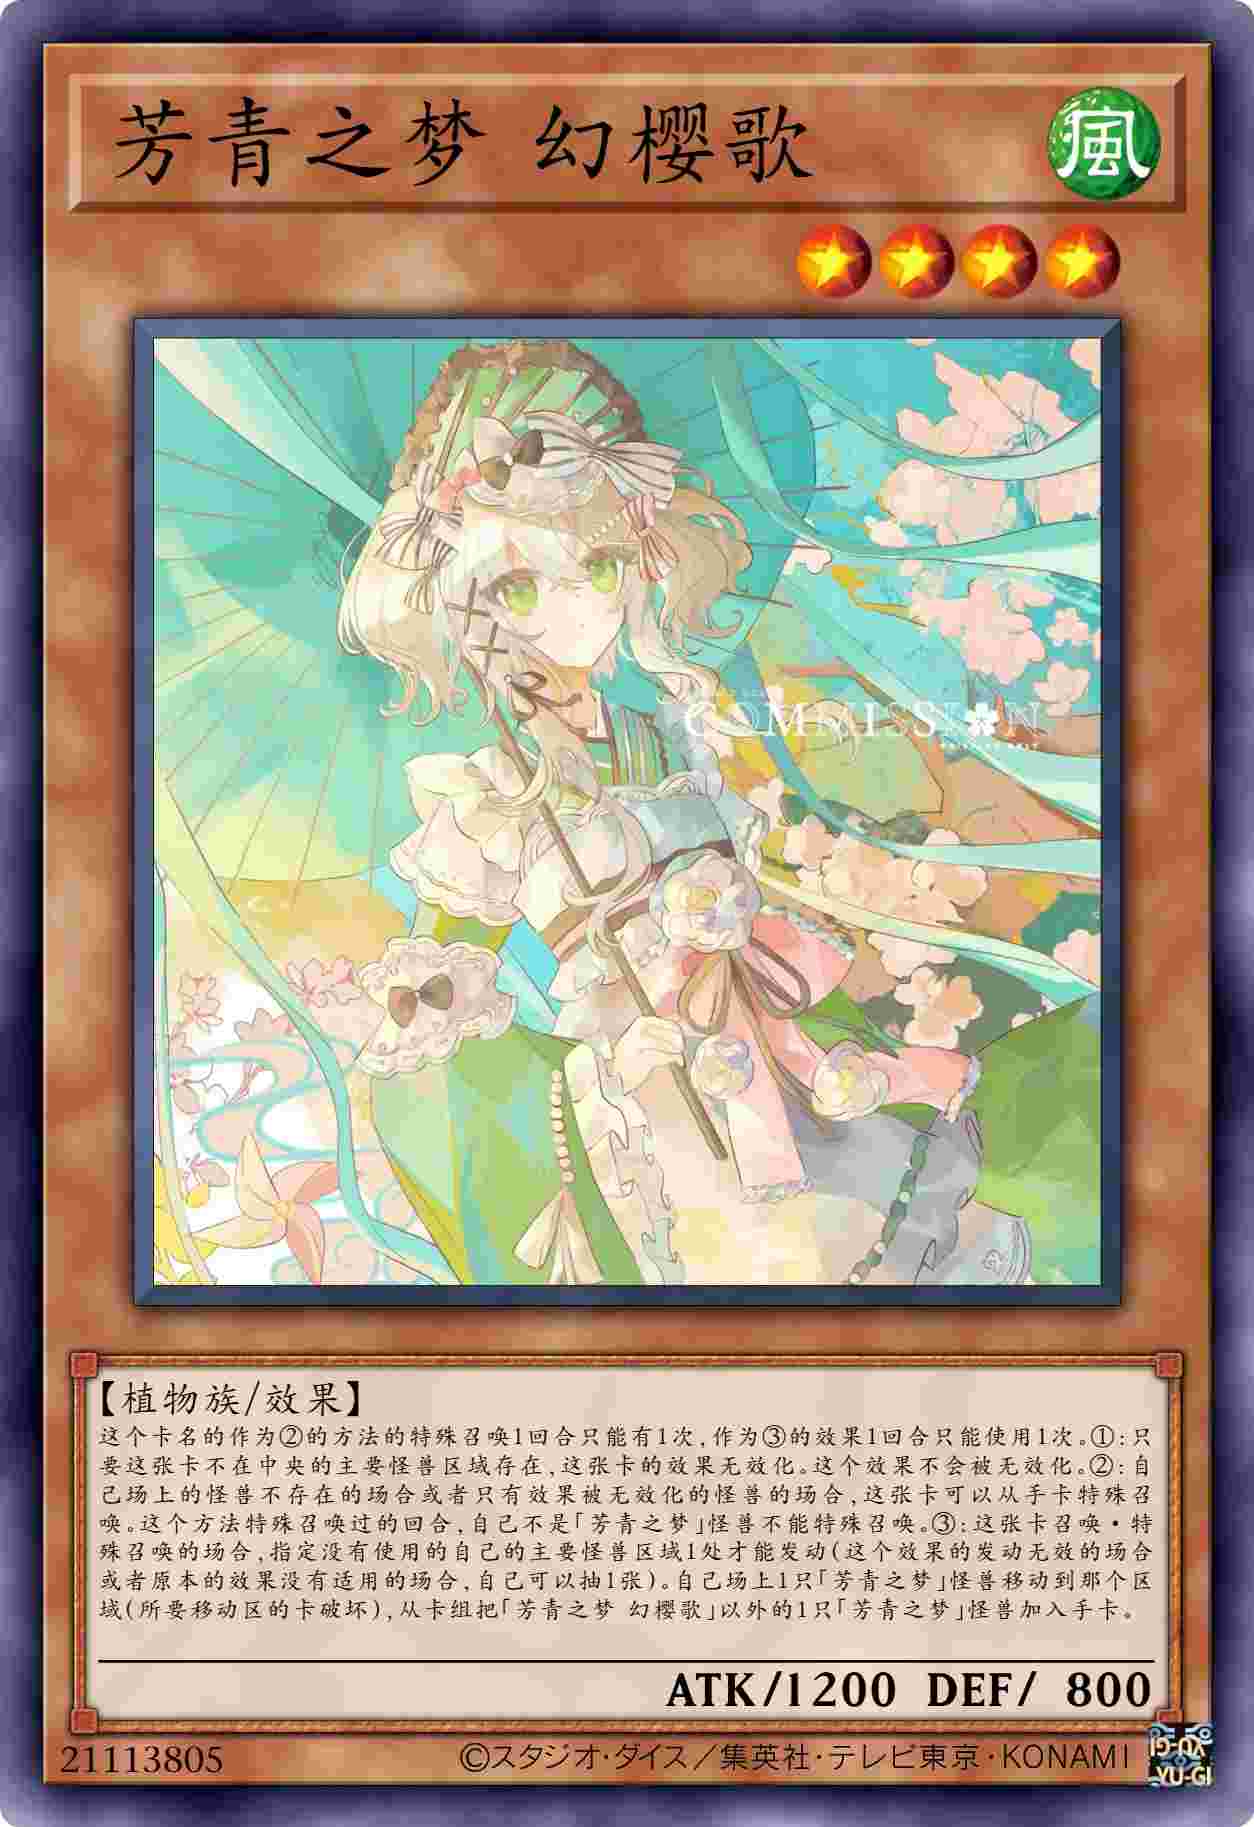 芳青之梦 幻樱歌
風
COMMISSION
【植物族/效果】
这个卡名的作为②的方法的特殊召唤1回合只能有1次,作为③的效果1回合只能使用1次。①:只
要这张卡不在中央的主要怪兽区域存在,这张卡的效果无效化。这个效果不会被无效化。②:自
己场上的怪兽不存在的场合或者只有效果被无效化的怪兽的场合,这张卡可以从手卡特殊召
唤。这个方法特殊召唤过的回合,自己不是「芳青之梦」怪兽不能特殊召唤。③:这张卡召唤·特
殊召唤的场合,指定没有使用的自己的主要怪兽区域1处才能发动(这个效果的发动无效的场合
或者原本的效果没有适用的场合,自己可以抽1张)。自己场上1只「芳青之梦」怪兽移动到那个区
域(所要移动区的卡破坏),从卡组把「芳青之梦 幻樱歌」以外的1只「芳青之梦」怪兽加入手卡。
ATK/1200 DEF/ 800
21113805
©スタジオ·ダイス／集英社·テレビ東京·KONAMI
YU-GI